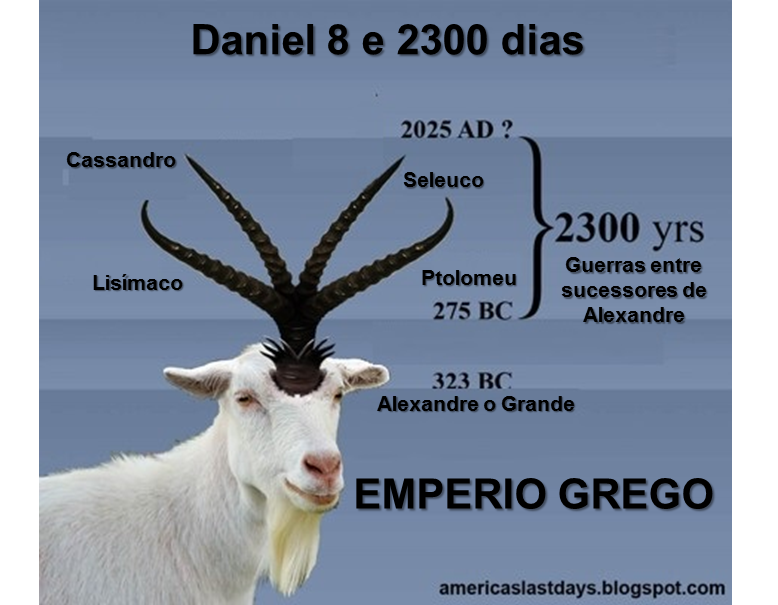 Daniel 8 e 2300 dias
2025 AD ?
Cassandro
Seleuco
2300 yrs
Guerras entre
sucessores de
Alexandre
Lisímaco
Ptolomeu
275 BC
323 BC
Alexandre o Grande
EMPERIO GREGO
americaslastdays.blogspot.com